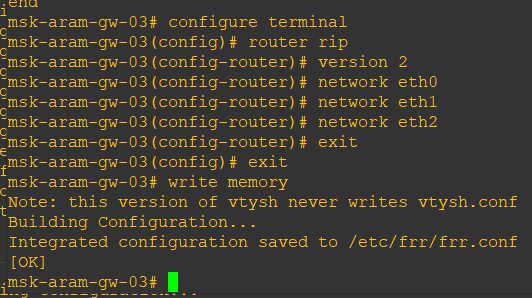 end
msk-aram-gw-03# configure terminal
msk-aram-gw-03(config)# router rip
msk-aram-gw-03(config-router)# version 2
msk-aram-gw-03(config-router)# network eth0
msk-aram-gw-03(config-router)# network eth1
msk-aram-gw-03(config-router)# network eth2
msk-aram-gw-03(config-router)# exit
msk-aram-gw-03(config)# exit
msk-aram-gw-03# write memory
Note: this version of vtysh never writes vtysh.conf
Building Configuration...
Integrated configuration saved to /etc/frr/frr.conf
[OK]
msk-aram-gw-03#